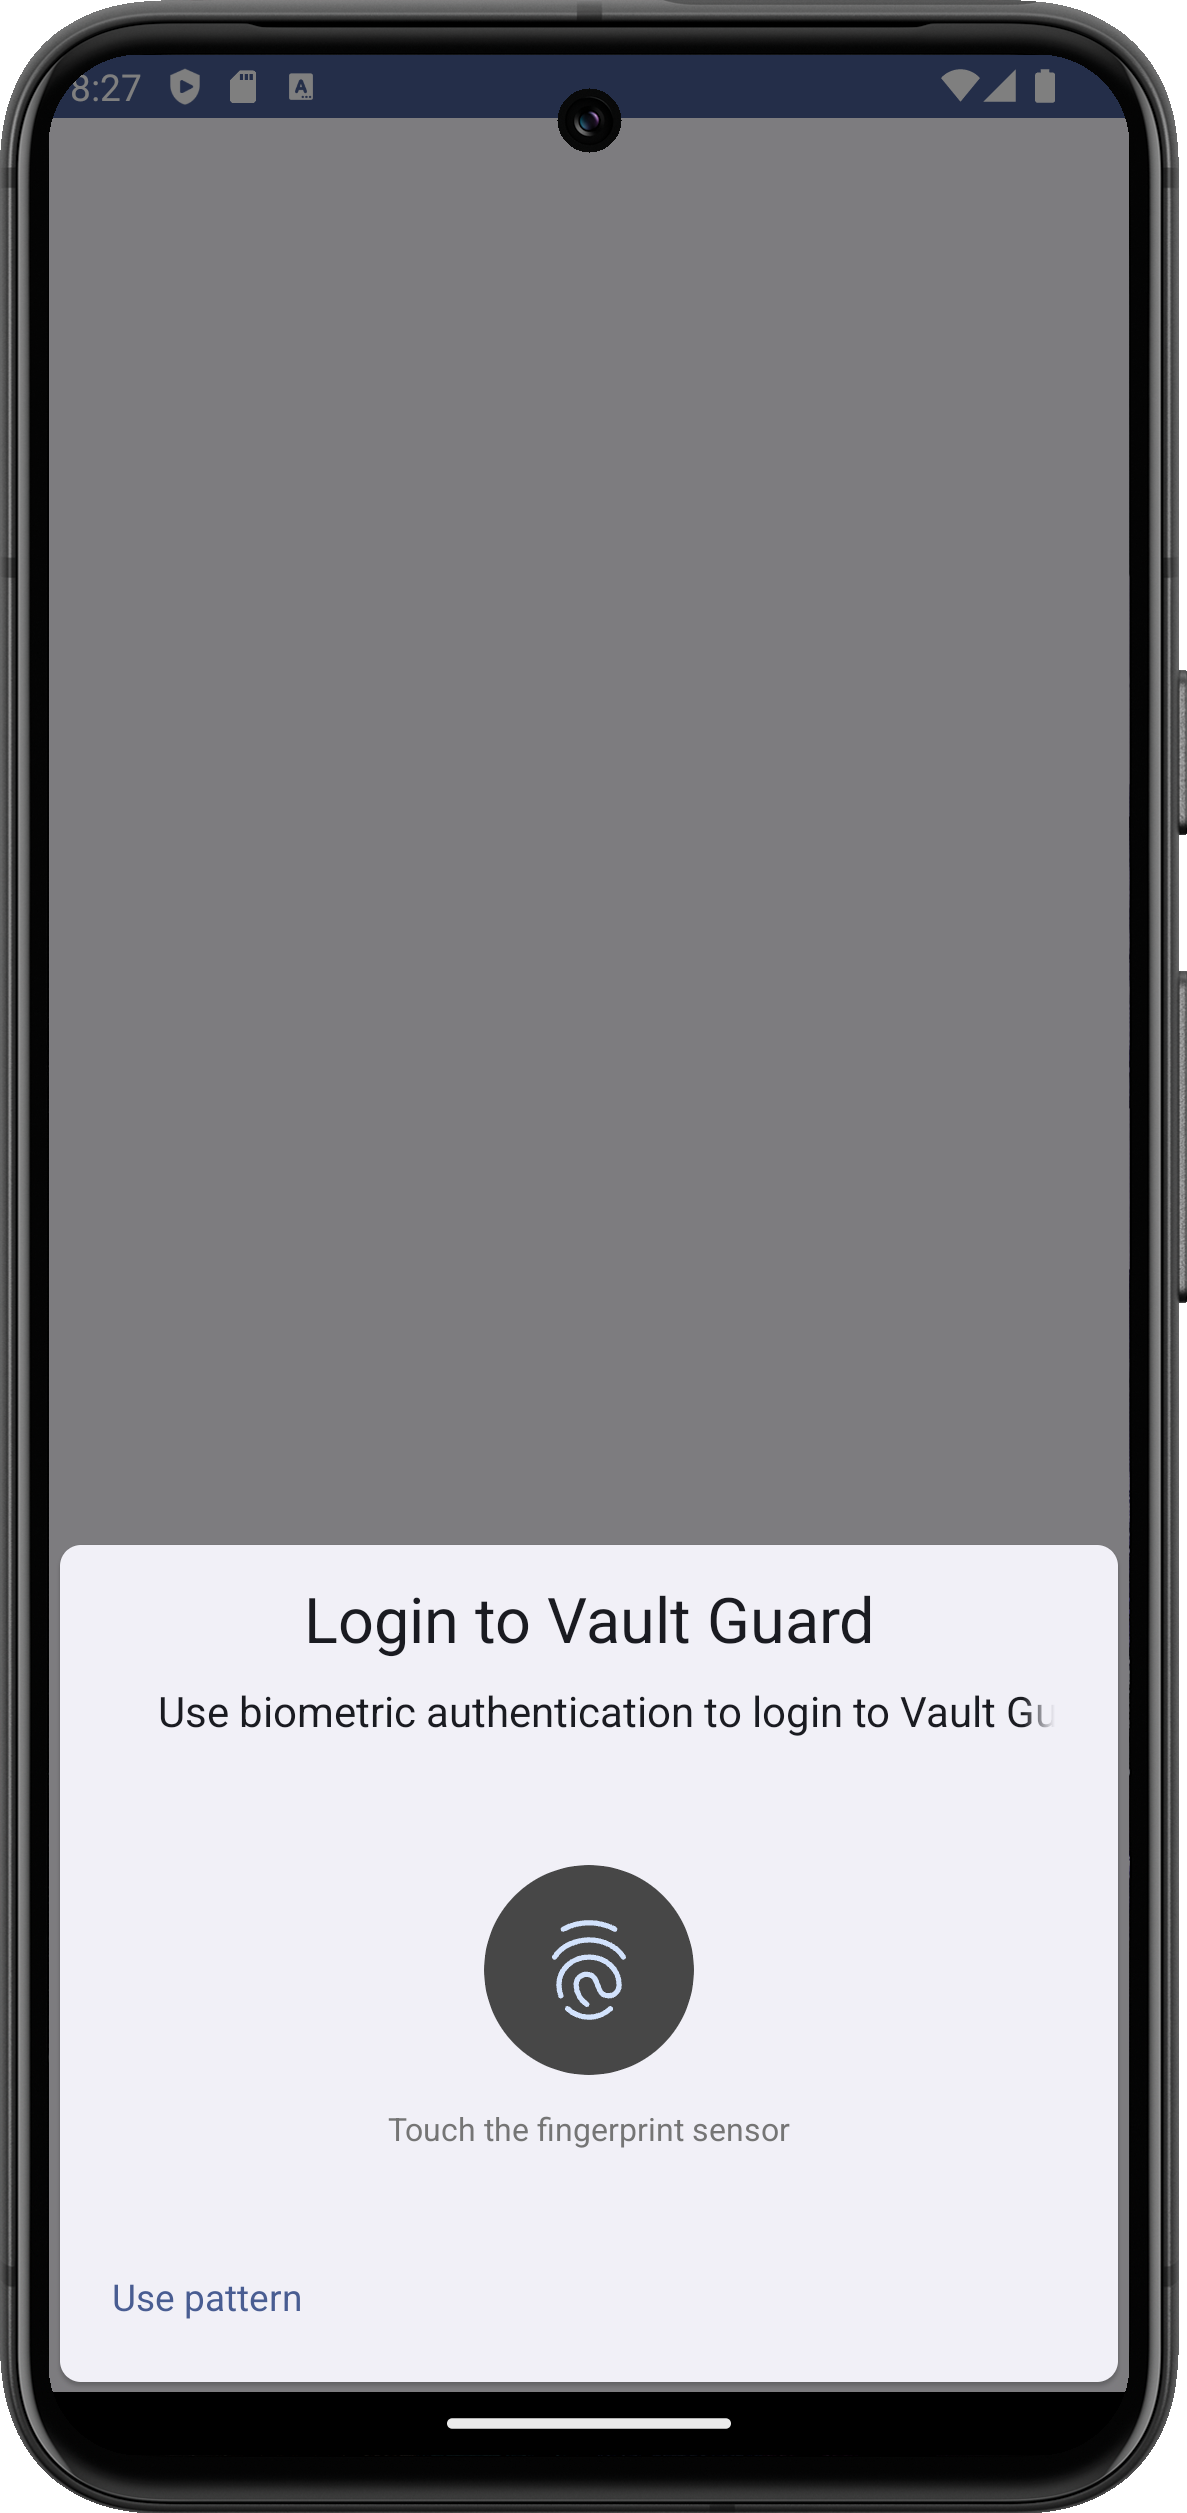 8:27
Login to Vault Guard
Use biometric authentication to login to Vault Gu
Touch the fingerprint sensor
Use pattern